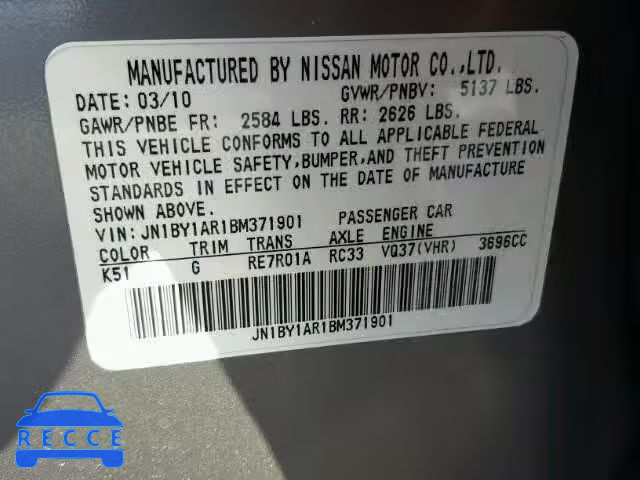 MANUFACTURED BY NISSAN MOTOR CO.,LTD.
DATE: 03/10 GVWR/PNBV: 5137 LBS.
GAWR/PNBE FR: 2584 LBS. RR: 2626 LBS.
THIS VEHICLE CONFORMS TO ALL APPLICABLE FEDERAL
MOTOR VEHICLE SAFETY,BUMPER,AND THEFT PREVENTION
STANDARDS IN EFFECT ON THE DATE OF MANUFACTURE
SHOWN ABOVE.
VIN: JN1BY1AR1BM371901 PASSENGER CAR
COLOR TRIM TRANS AXLE ENGINE
K51 G RE7R01A RC33 VQ37(VHR) 3696CC
JN1BY1AR1BM371901
RECCE